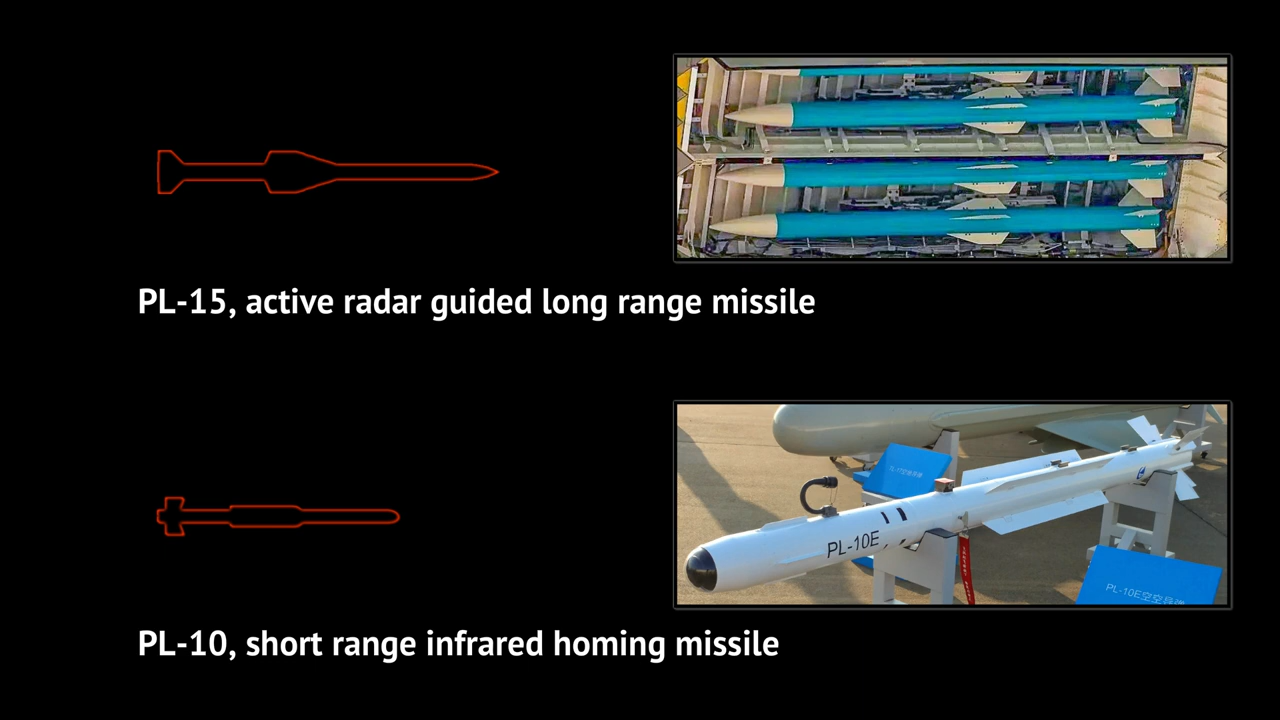 PL-15, active radar guided long range missile
PL-10E
PL-10, short range infrared homing missile